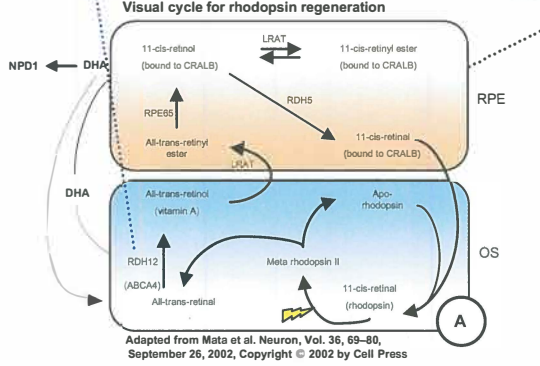 Visual cycle for rhodopsin regeneration
11-cis-retinol
(bound to CRALB)
LRAT
11-cis-retinyl ester
(bound to CRALB)
NPD1
DHA
RPE65
RDH5
RPE
All-trans-retinyl
ester
LRAT
11-cis-retinal
(bound to CRALB)
DHA
All-trans-retinol
(vitamin A)
Apo-
rhodopsin
OS
RDH12
(ABCA4)
Meta rhodopsin II
All-trans-retinal
11-cis-retinal
(rhodopsin)
A
Adapted from Mata et al. Neuron, Vol. 36, 69–80,
September 26, 2002, Copyright © 2002 by Cell Press